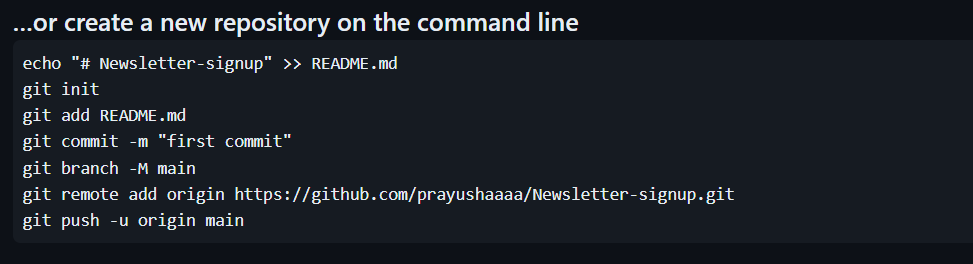 ...or create a new repository on the command line
echo "# Newsletter-signup" >> README.md
git init
git add README.md
git commit -m "first commit"
git branch -M main
git remote add origin https://github.com/prayushaaaa/Newsletter-signup.git
git push -u origin main